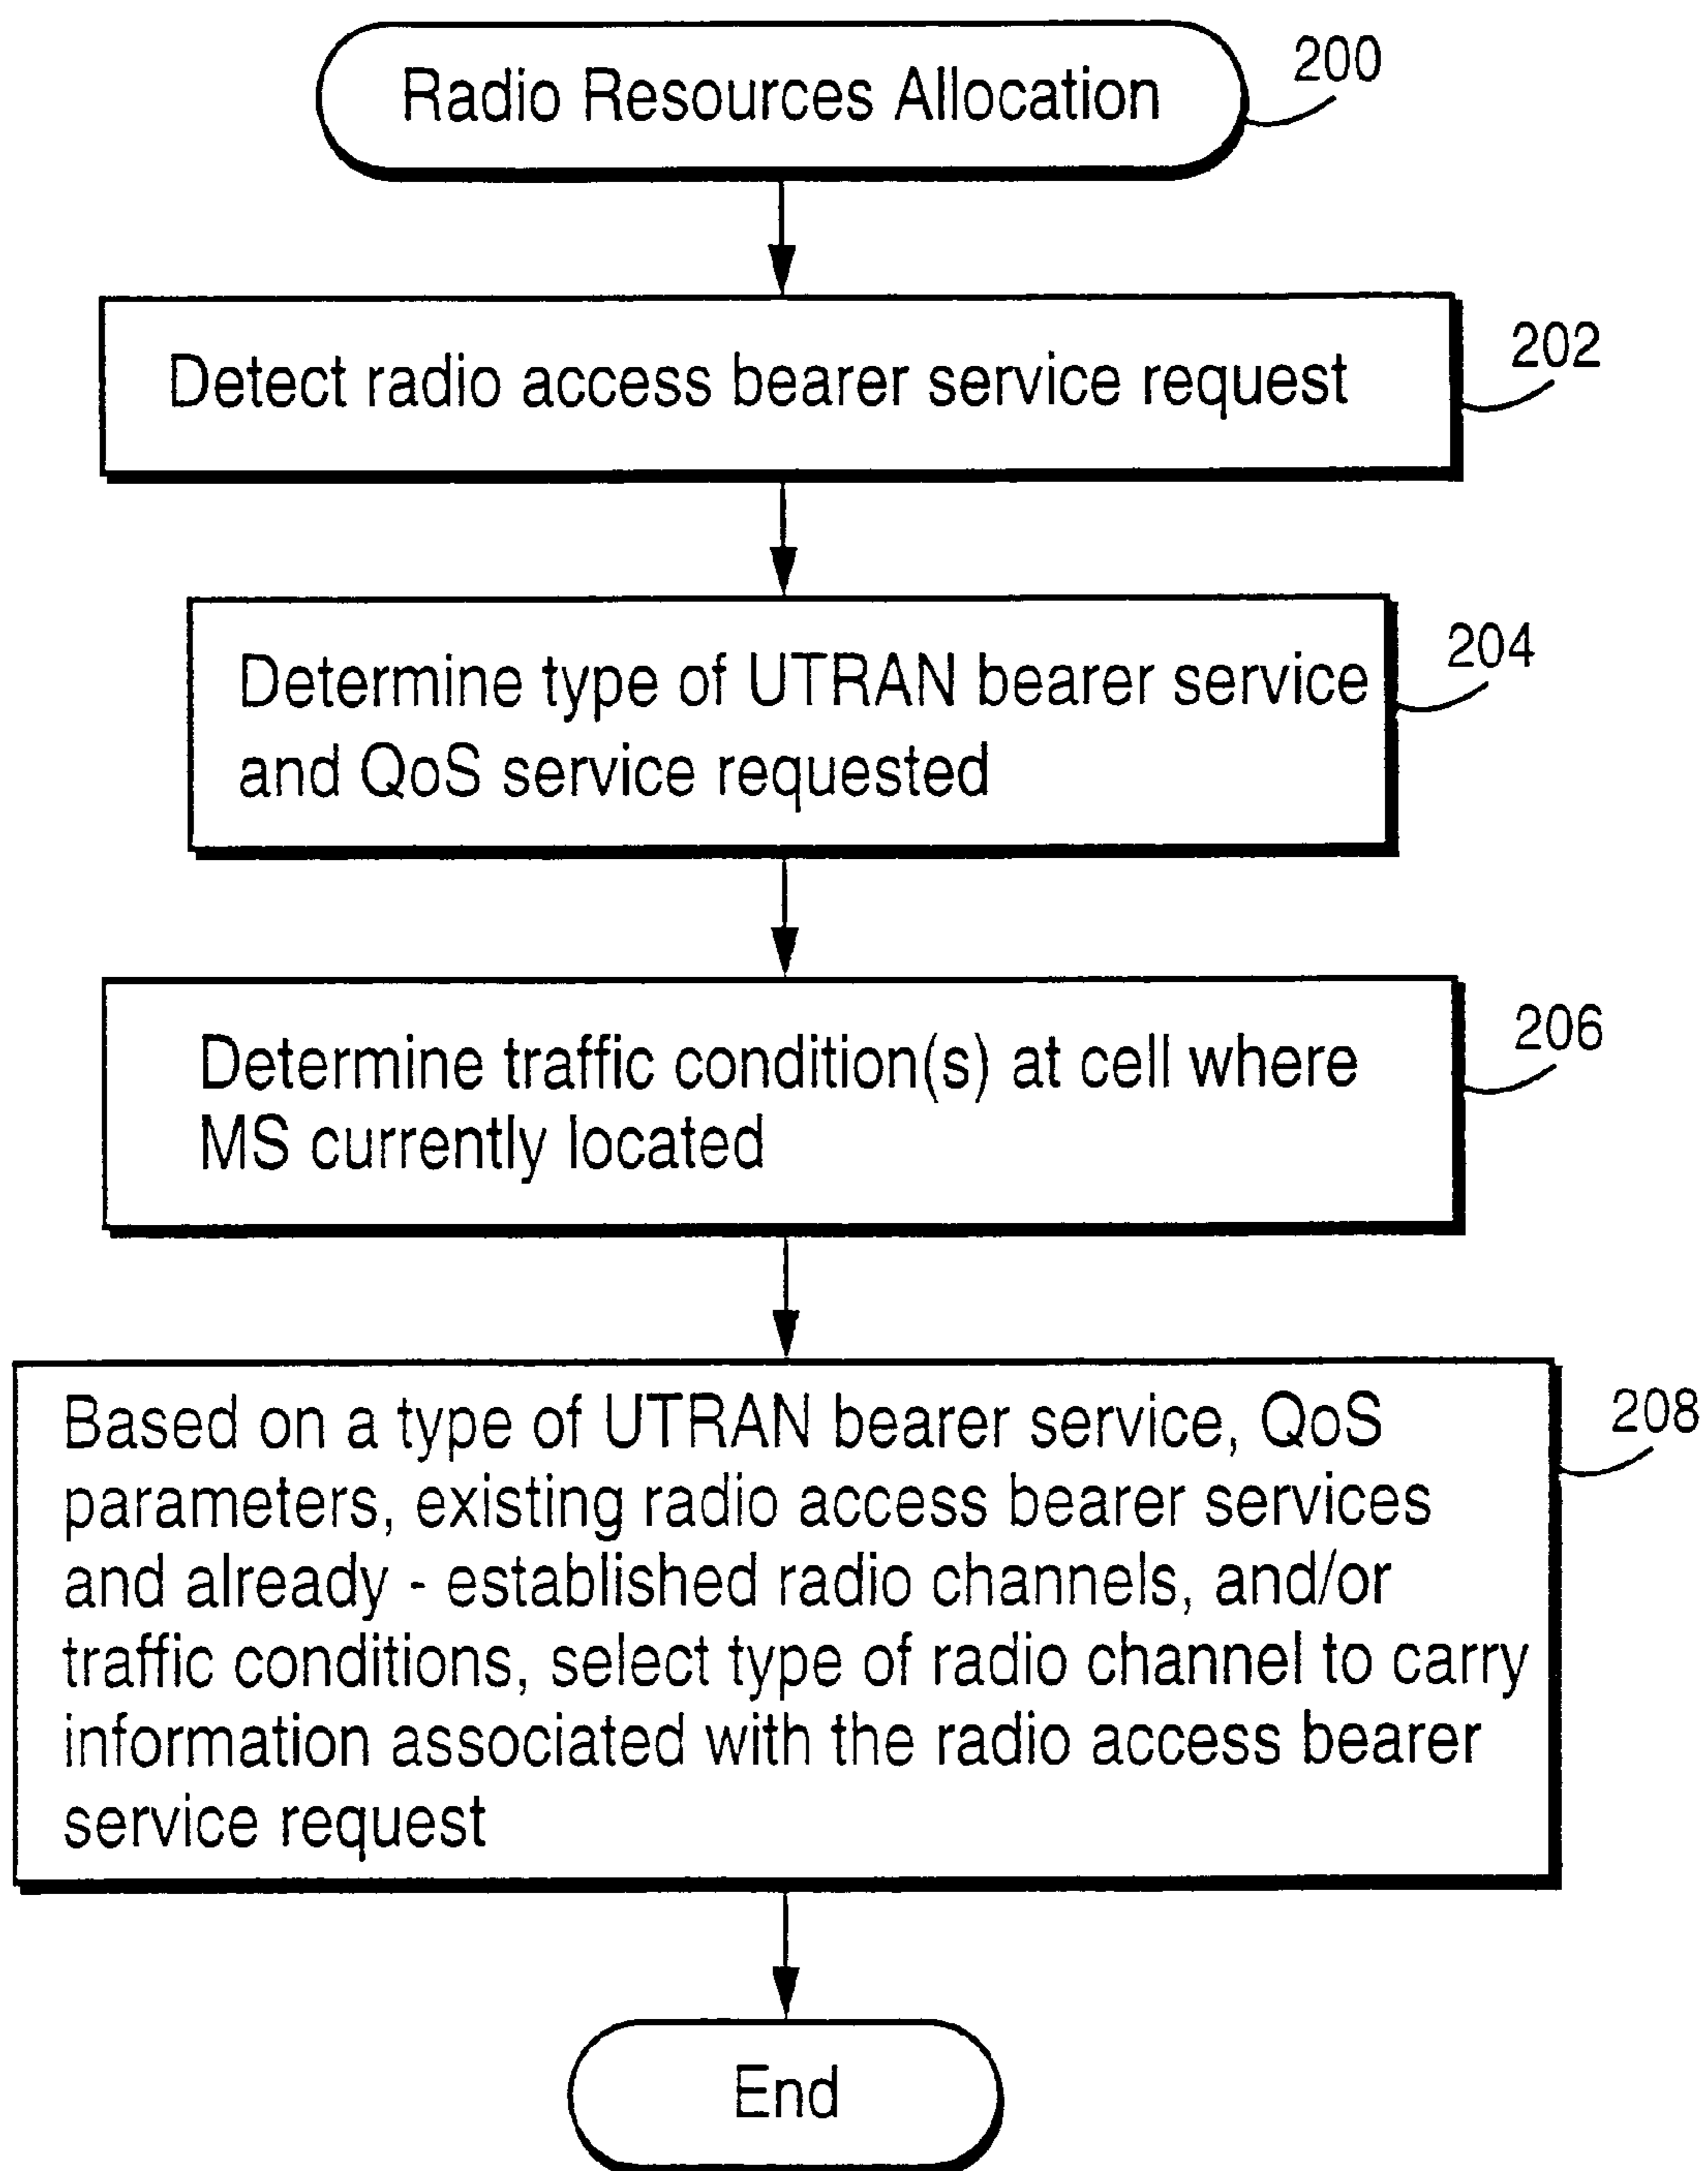 Radio Resources Allocation
200
Detect radio access bearer service request
202
Determine type of UTRAN bearer service
and QoS service requested
204
Determine traffic condition(s) at cell where
MS currently located
206
Based on a type of UTRAN bearer service, QoS
parameters, existing radio access bearer services
and already - established radio channels, and/or
traffic conditions, select type of radio channel to carry
information associated with the radio access bearer
service request
208
End